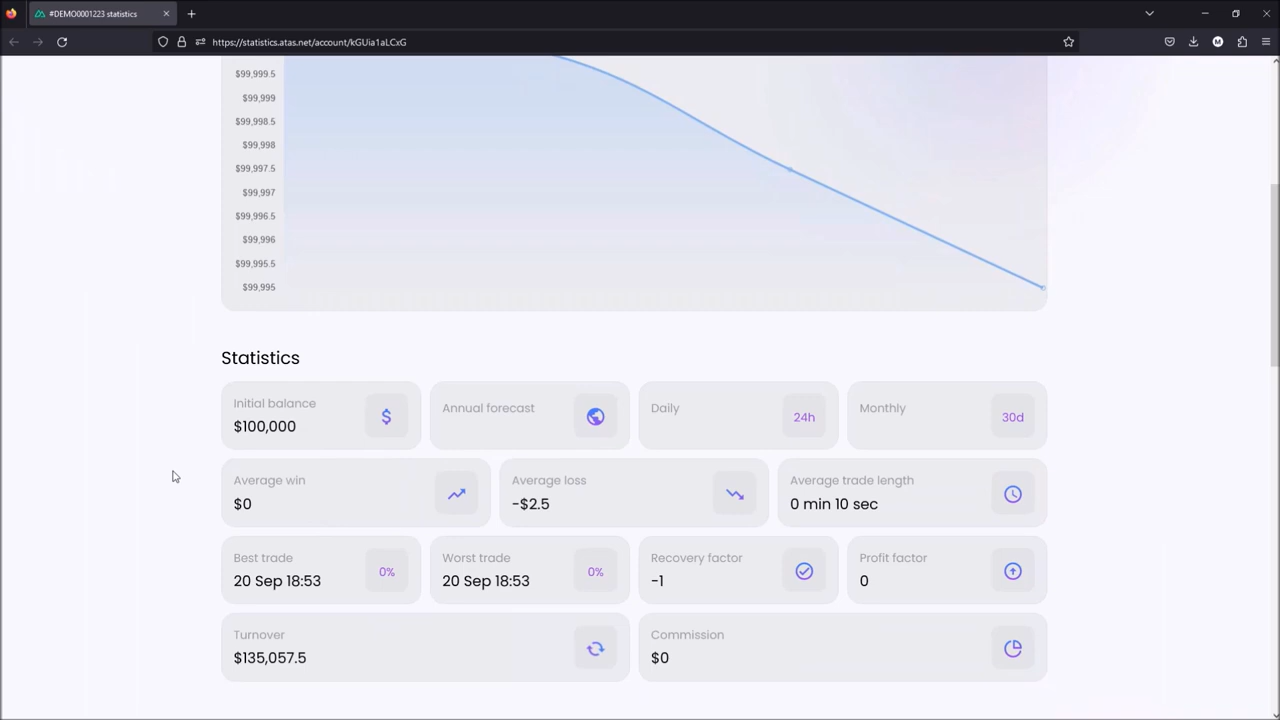 #DEMO0001223 statistics
https://statistics.atas.net/account/kGUia1aLCxG
$99,999.5
$99,999
$99,998.5
$99,998
$99,997.5
$99,997
$99,996.5
$99,996
$99,995.5
$99,995
Statistics
Initial balance
$100,000
Annual forecast
Daily
24h
Monthly
30d
Average win
$0
Average loss
-$2.5
Average trade length
0 min 10 sec
Best trade
20 Sep 18:53
0%
Worst trade
20 Sep 18:53
0%
Recovery factor
-1
Profit factor
0
Turnover
$135,057.5
Commission
$0